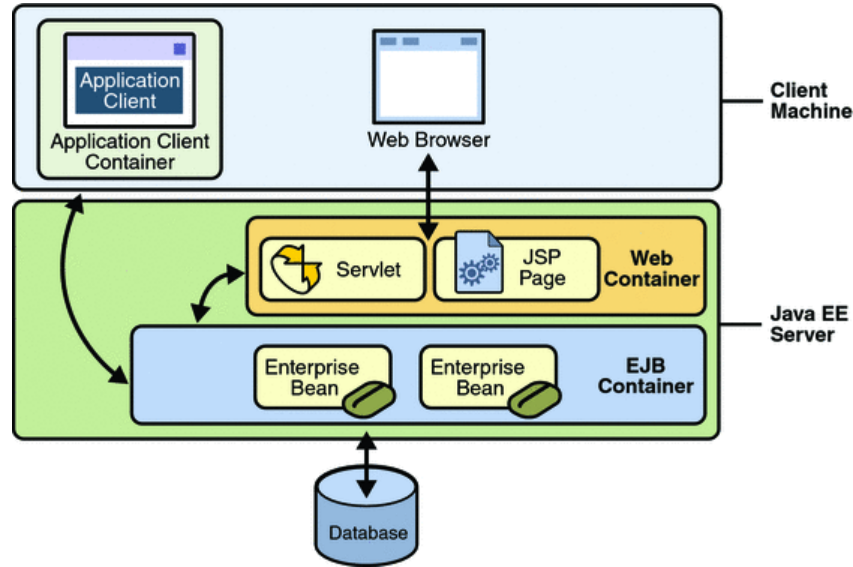 Application
Client
Application Client
Container
Web Browser
Client
Machine
Servlet
JSP
Page
Web
Container
Java EE
Server
Enterprise
Bean
Enterprise
Bean
EJB
Container
Database